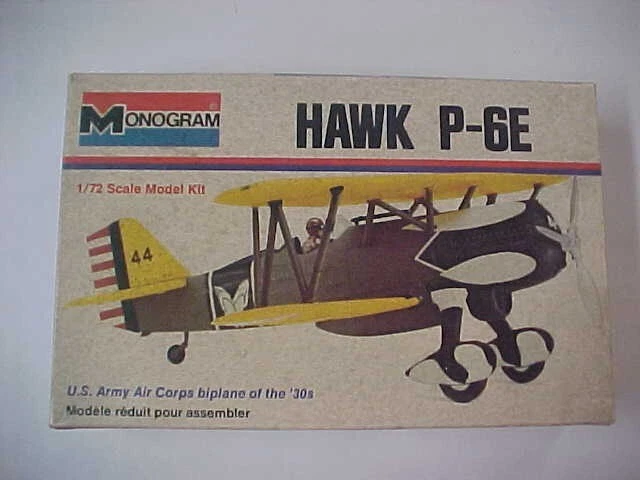 MONOGRAM®
HAWK P-6E
1/72 Scale Model Kit
44
U.S. Army Air Corps biplane of the '30s
Modèle réduit pour assembler